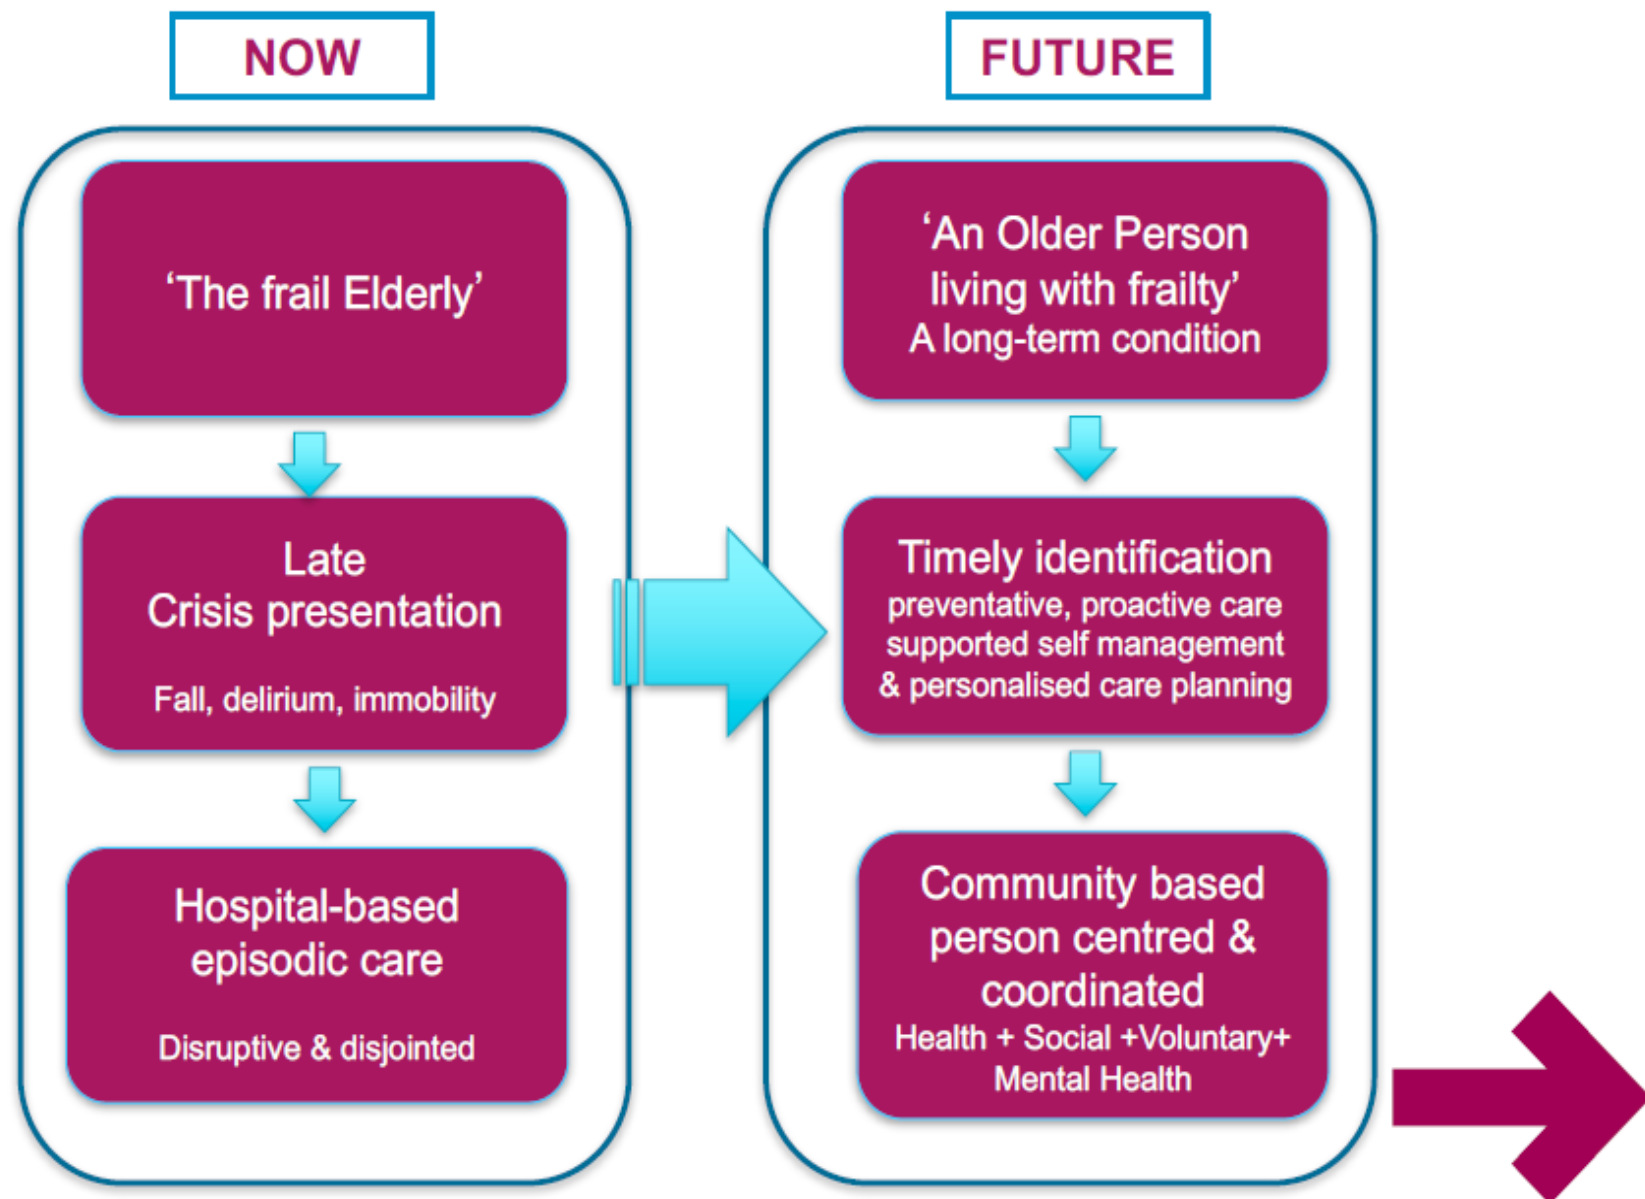 NOW
‘The frail Elderly’
Late
Crisis presentation
Fall, delirium, immobility
Hospital-based
episodic care
Disruptive & disjointed
FUTURE
‘An Older Person
living with frailty’
A long-term condition
Timely identification
preventative, proactive care
supported self management
& personalised care planning
Community based
person centred &
coordinated
Health + Social +Voluntary+
Mental Health